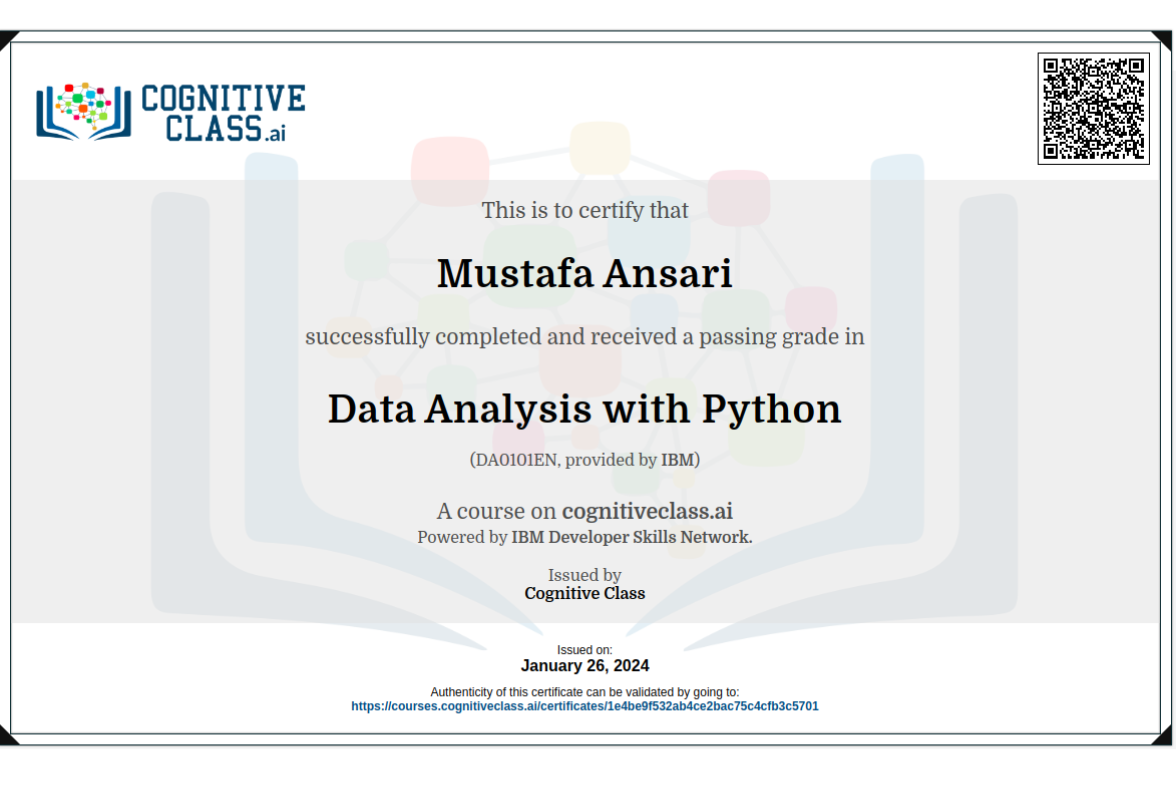 COGNITIVE
CLASS.ai
This is to certify that
Mustafa Ansari
successfully completed and received a passing grade in
Data Analysis with Python
(DA0101EN, provided by IBM)
A course on cognitiveclass.ai
Powered by IBM Developer Skills Network.
Issued by
Cognitive Class
Issued on:
January 26, 2024
Authenticity of this certificate can be validated by going to:
https://courses.cognitiveclass.ai/certificates/1e4be9f532ab4ce2bac75c4cfb3c5701